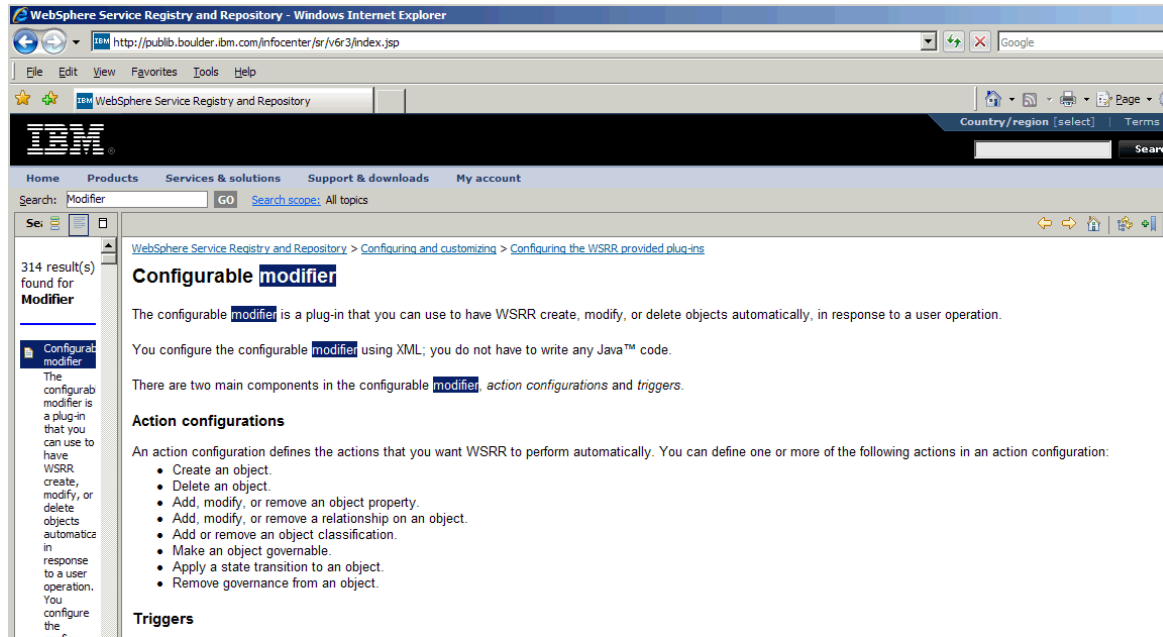 WebSphere Service Registry and Repository - Windows Internet Explorer
http://publib.boulder.ibm.com/infocenter/sr/v6r3/index.jsp
Google
File Edit View Favorites Tools Help
WebSphere Service Registry and Repository
Page
Country/region [select] | Terms
IBM®
Sear
Home Products Services & solutions Support & downloads My account
Search: Modifier GO Search scope: All topics
WebSphere Service Registry and Repository > Configuring and customizing > Configuring the WSRR provided plug-ins
314 result(s)
found for
Modifier
Configurab
modifier
The
configurab
modifier is
a plug-in
that you
can use to
have
WSRR
create,
modify, or
delete
objects
automatica
in
response
to a user
operation.
You
configure
the
Configurable modifier
The configurable modifier is a plug-in that you can use to have WSRR create, modify, or delete objects automatically, in response to a user operation.
You configure the configurable modifier using XML; you do not have to write any Java™ code.
There are two main components in the configurable modifier, action configurations and triggers.
Action configurations
An action configuration defines the actions that you want WSRR to perform automatically. You can define one or more of the following actions in an action configuration:
• Create an object.
• Delete an object.
• Add, modify, or remove an object property.
• Add, modify, or remove a relationship on an object.
• Add or remove an object classification.
• Make an object governable.
• Apply a state transition to an object.
• Remove governance from an object.
Triggers